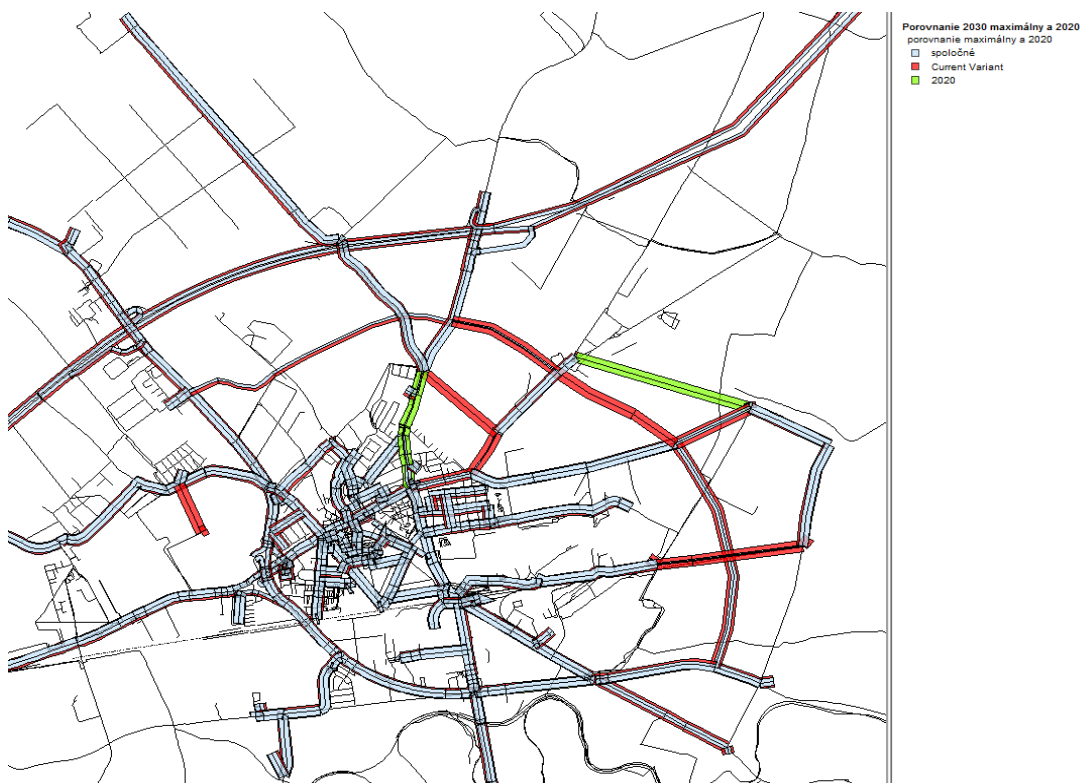 Porovnanie 2030 maximálny a 2020
porovnanie maximálny a 2020
spoločné
Current Variant
2020